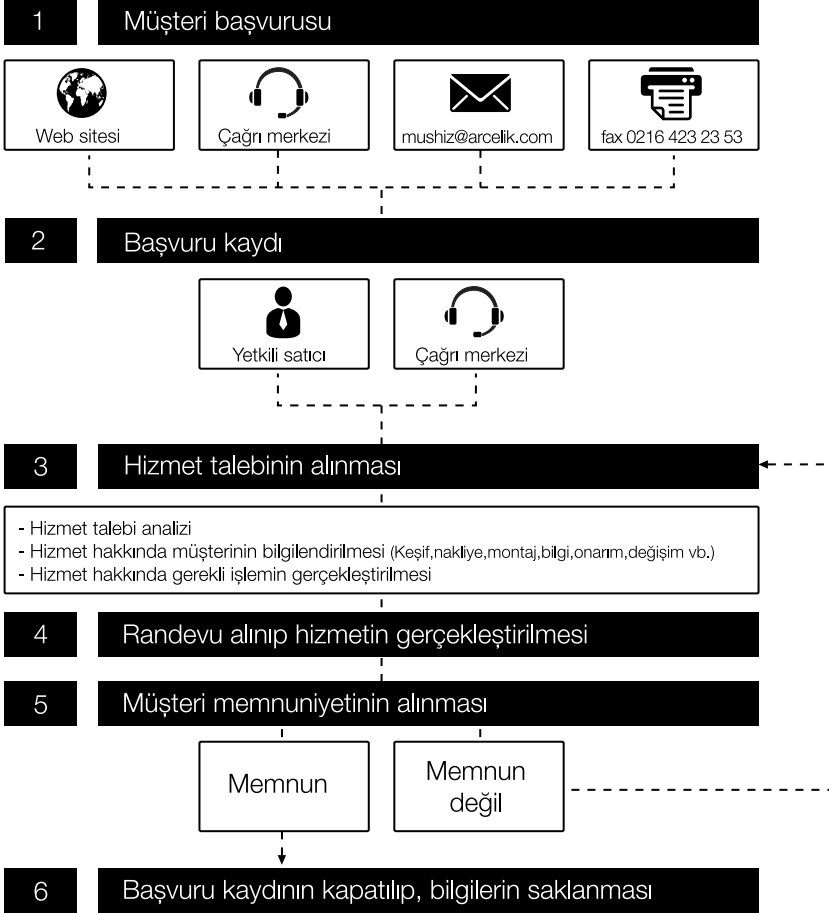 1 Müşteri başvurusu
Web sitesi
Çağrı merkezi
mushiz@arcelik.com
fax 0216 423 23 53
2 Başvuru kaydı
Yetkili satıcı
Çağrı merkezi
3 Hizmet talebinin alınması
- Hizmet talebi analizi
- Hizmet hakkında müşterinin bilgilendirilmesi (Keşif,nakliye,montaj,bilgi,onarım,değişim vb.)
- Hizmet hakkında gerekli işlemin gerçekleştirilmesi
4 Randevu alınıp hizmetin gerçekleştirilmesi
5 Müşteri memnuniyetinin alınması
Memnun
Memnun
değil
6 Başvuru kaydının kapatılıp, bilgilerin saklanması